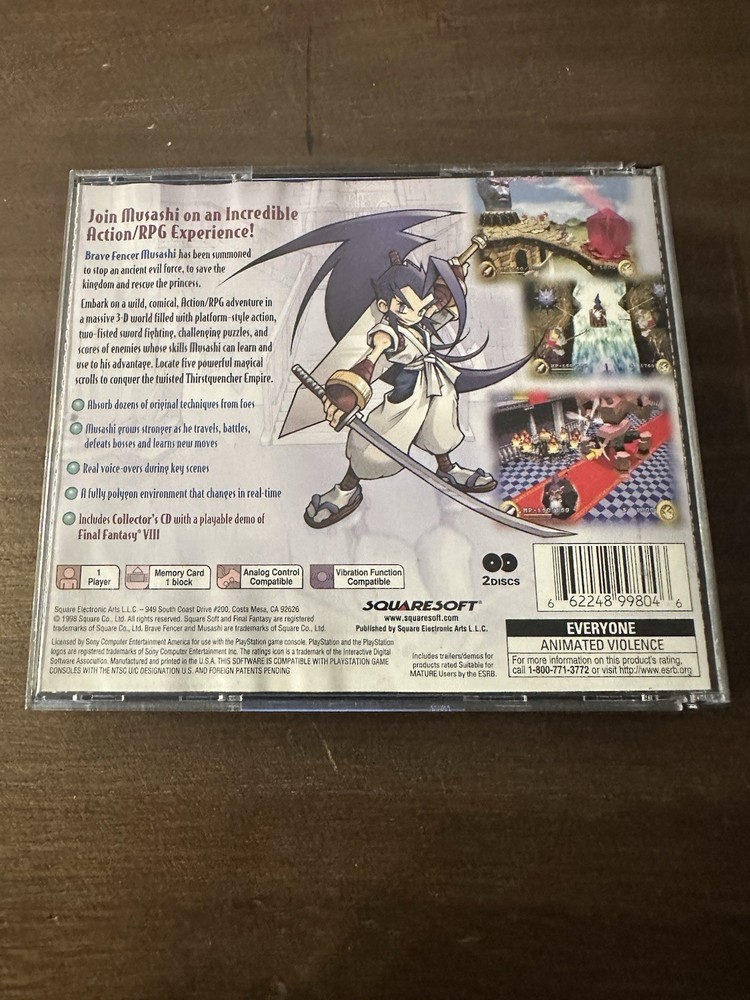 Join Musashi on an Incredible
Action/RPG Experience!
Brave Fencer Musashi has been summoned
to stop an ancient evil force, to save the
kingdom and rescue the princess.
Embark on a wild, comical, Action/RPG adventure in
a massive 3-D world filled with platform-style action,
two-fisted sword fighting, challenging puzzles, and
scores of enemies whose skills Musashi can learn and
use to his advantage. Locate five powerful magical
scrolls to conquer the twisted Thirstquencher Empire.
Absorb dozens of original techniques from foes
Musashi grows stronger as he travels, battles,
defeats bosses and learns new moves
Real voice-overs during key scenes
A fully polygon environment that changes in real-time
Includes Collector's CD with a playable demo of
Final Fantasy® VIII
1
Player
Memory Card
1 block
Analog Control
Compatible
Vibration Function
Compatible
2DISCS
6 62248 99804 6
Square Electronic Arts L.L.C. – 949 South Coast Drive #200, Costa Mesa, CA 92626
© 1998 Square Co., Ltd. All rights reserved. Square Soft and Final Fantasy are registered
trademarks of Square Co., Ltd. Brave Fencer and Musashi are trademarks of Square Co., Ltd.
SQUARESOFT®
www.squaresoft.com
Published by Square Electronic Arts L.L.C.
Licensed by Sony Computer Entertainment America for use with the PlayStation game console. PlayStation and the PlayStation
logos are registered trademarks of Sony Computer Entertainment Inc. The ratings icon is a trademark of the Interactive Digital
Software Association. Manufactured and printed in the U.S.A. THIS SOFTWARE IS COMPATIBLE WITH PLAYSTATION GAME
CONSOLES WITH THE NTSC U/C DESIGNATION U.S. AND FOREIGN PATENTS PENDING
Includes trailers/demos for
products rated Suitable for
MATURE Users by the ESRB.
EVERYONE
ANIMATED VIOLENCE
For more information on this product's rating,
call 1-800-771-3772 or visit http://www.esrb.org